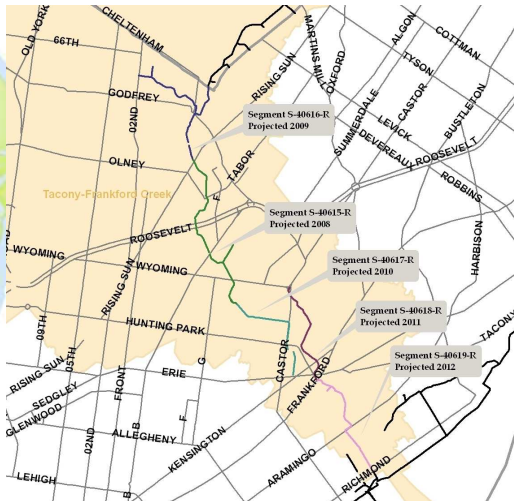 OLD YORK
CHELTENHAM
66TH
MARTINS MILL
OXFORD
ALGON
COTTMAN
TYSON
CASTOR
BUSTLETON
RISING SUN
SUMMERDALE
LEVICK
DEVEREAUX
ROOSEVELT
GODFREY
02ND
Segment S-40616-R
Projected 2009
ROBBINS
OLNEY
TABOR
F
Tacony-Frankford Creek
Segment S-40615-R
Projected 2008
HARBISON
ROOSEVELT
WYOMING
WYOMING
Segment S-40617-R
Projected 2010
RISING SUN
Segment S-40618-R
Projected 2011
09TH
HUNTING PARK
TACONY
05TH
CASTOR
Segment S-40619-R
Projected 2012
RISING SUN
FRONT
G
ERIE
FRANKFORD
SEDGLEY
GLENWOOD
02ND
B
F
ALLEGHENY
KENSINGTON
ARAMINGO
RICHMOND
LEHIGH
B